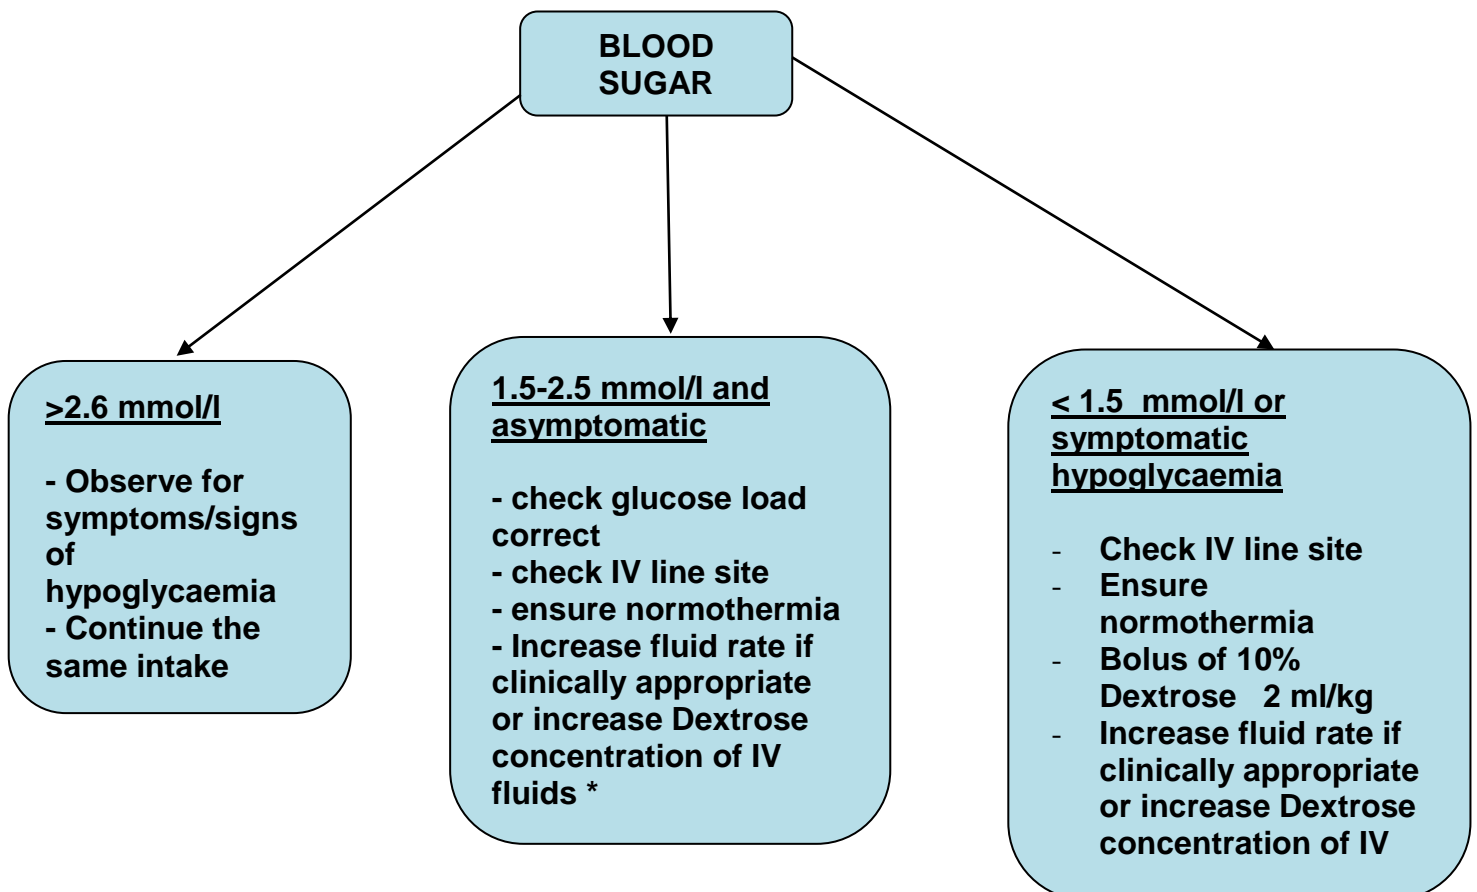 BLOOD
SUGAR
>2.6 mmol/l
- Observe for
symptoms/signs
of
hypoglycaemia
- Continue the
same intake
1.5-2.5 mmol/l and
asymptomatic
- check glucose load
correct
- check IV line site
- ensure normothermia
- Increase fluid rate if
clinically appropriate
or increase Dextrose
concentration of IV
fluids *
< 1.5  mmol/l or
symptomatic
hypoglycaemia
- Check IV line site
- Ensure
normothermia
- Bolus of 10%
Dextrose   2 ml/kg
- Increase fluid rate if
clinically appropriate
or increase Dextrose
concentration of IV